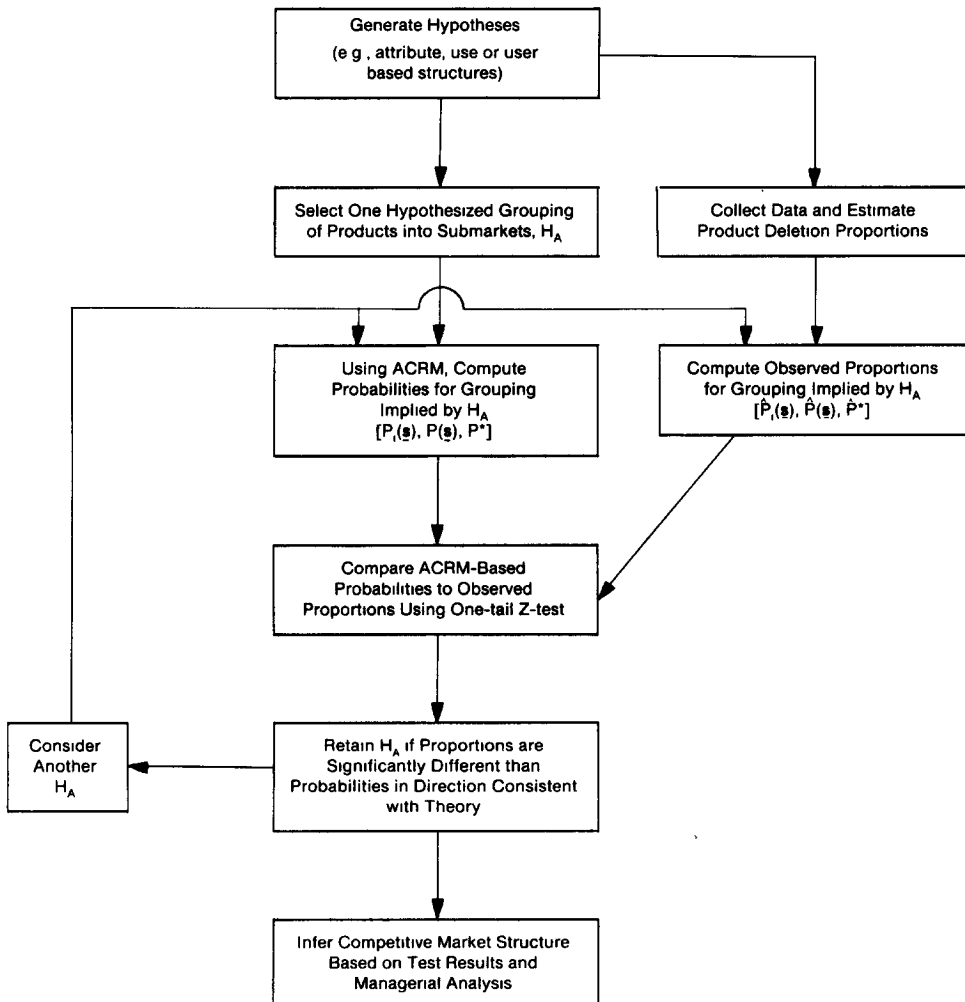 Generate Hypotheses
(e g , attribute, use or user
based structures)
Select One Hypothesized Grouping
of Products into Submarkets, H_A
Collect Data and Estimate
Product Deletion Proportions
Using ACRM, Compute
Probabilities for Grouping
Implied by H_A
[P_i(s̲), P(s̲), P*]
Compute Observed Proportions
for Grouping Implied by H_A
[P̂_i(s̲), P̂(s̲), P̂*]
Compare ACRM-Based
Probabilities to Observed
Proportions Using One-tail Z-test
Consider
Another
H_A
Retain H_A if Proportions are
Significantly Different than
Probabilities in Direction Consistent
with Theory
Infer Competitive Market Structure
Based on Test Results and
Managerial Analysis